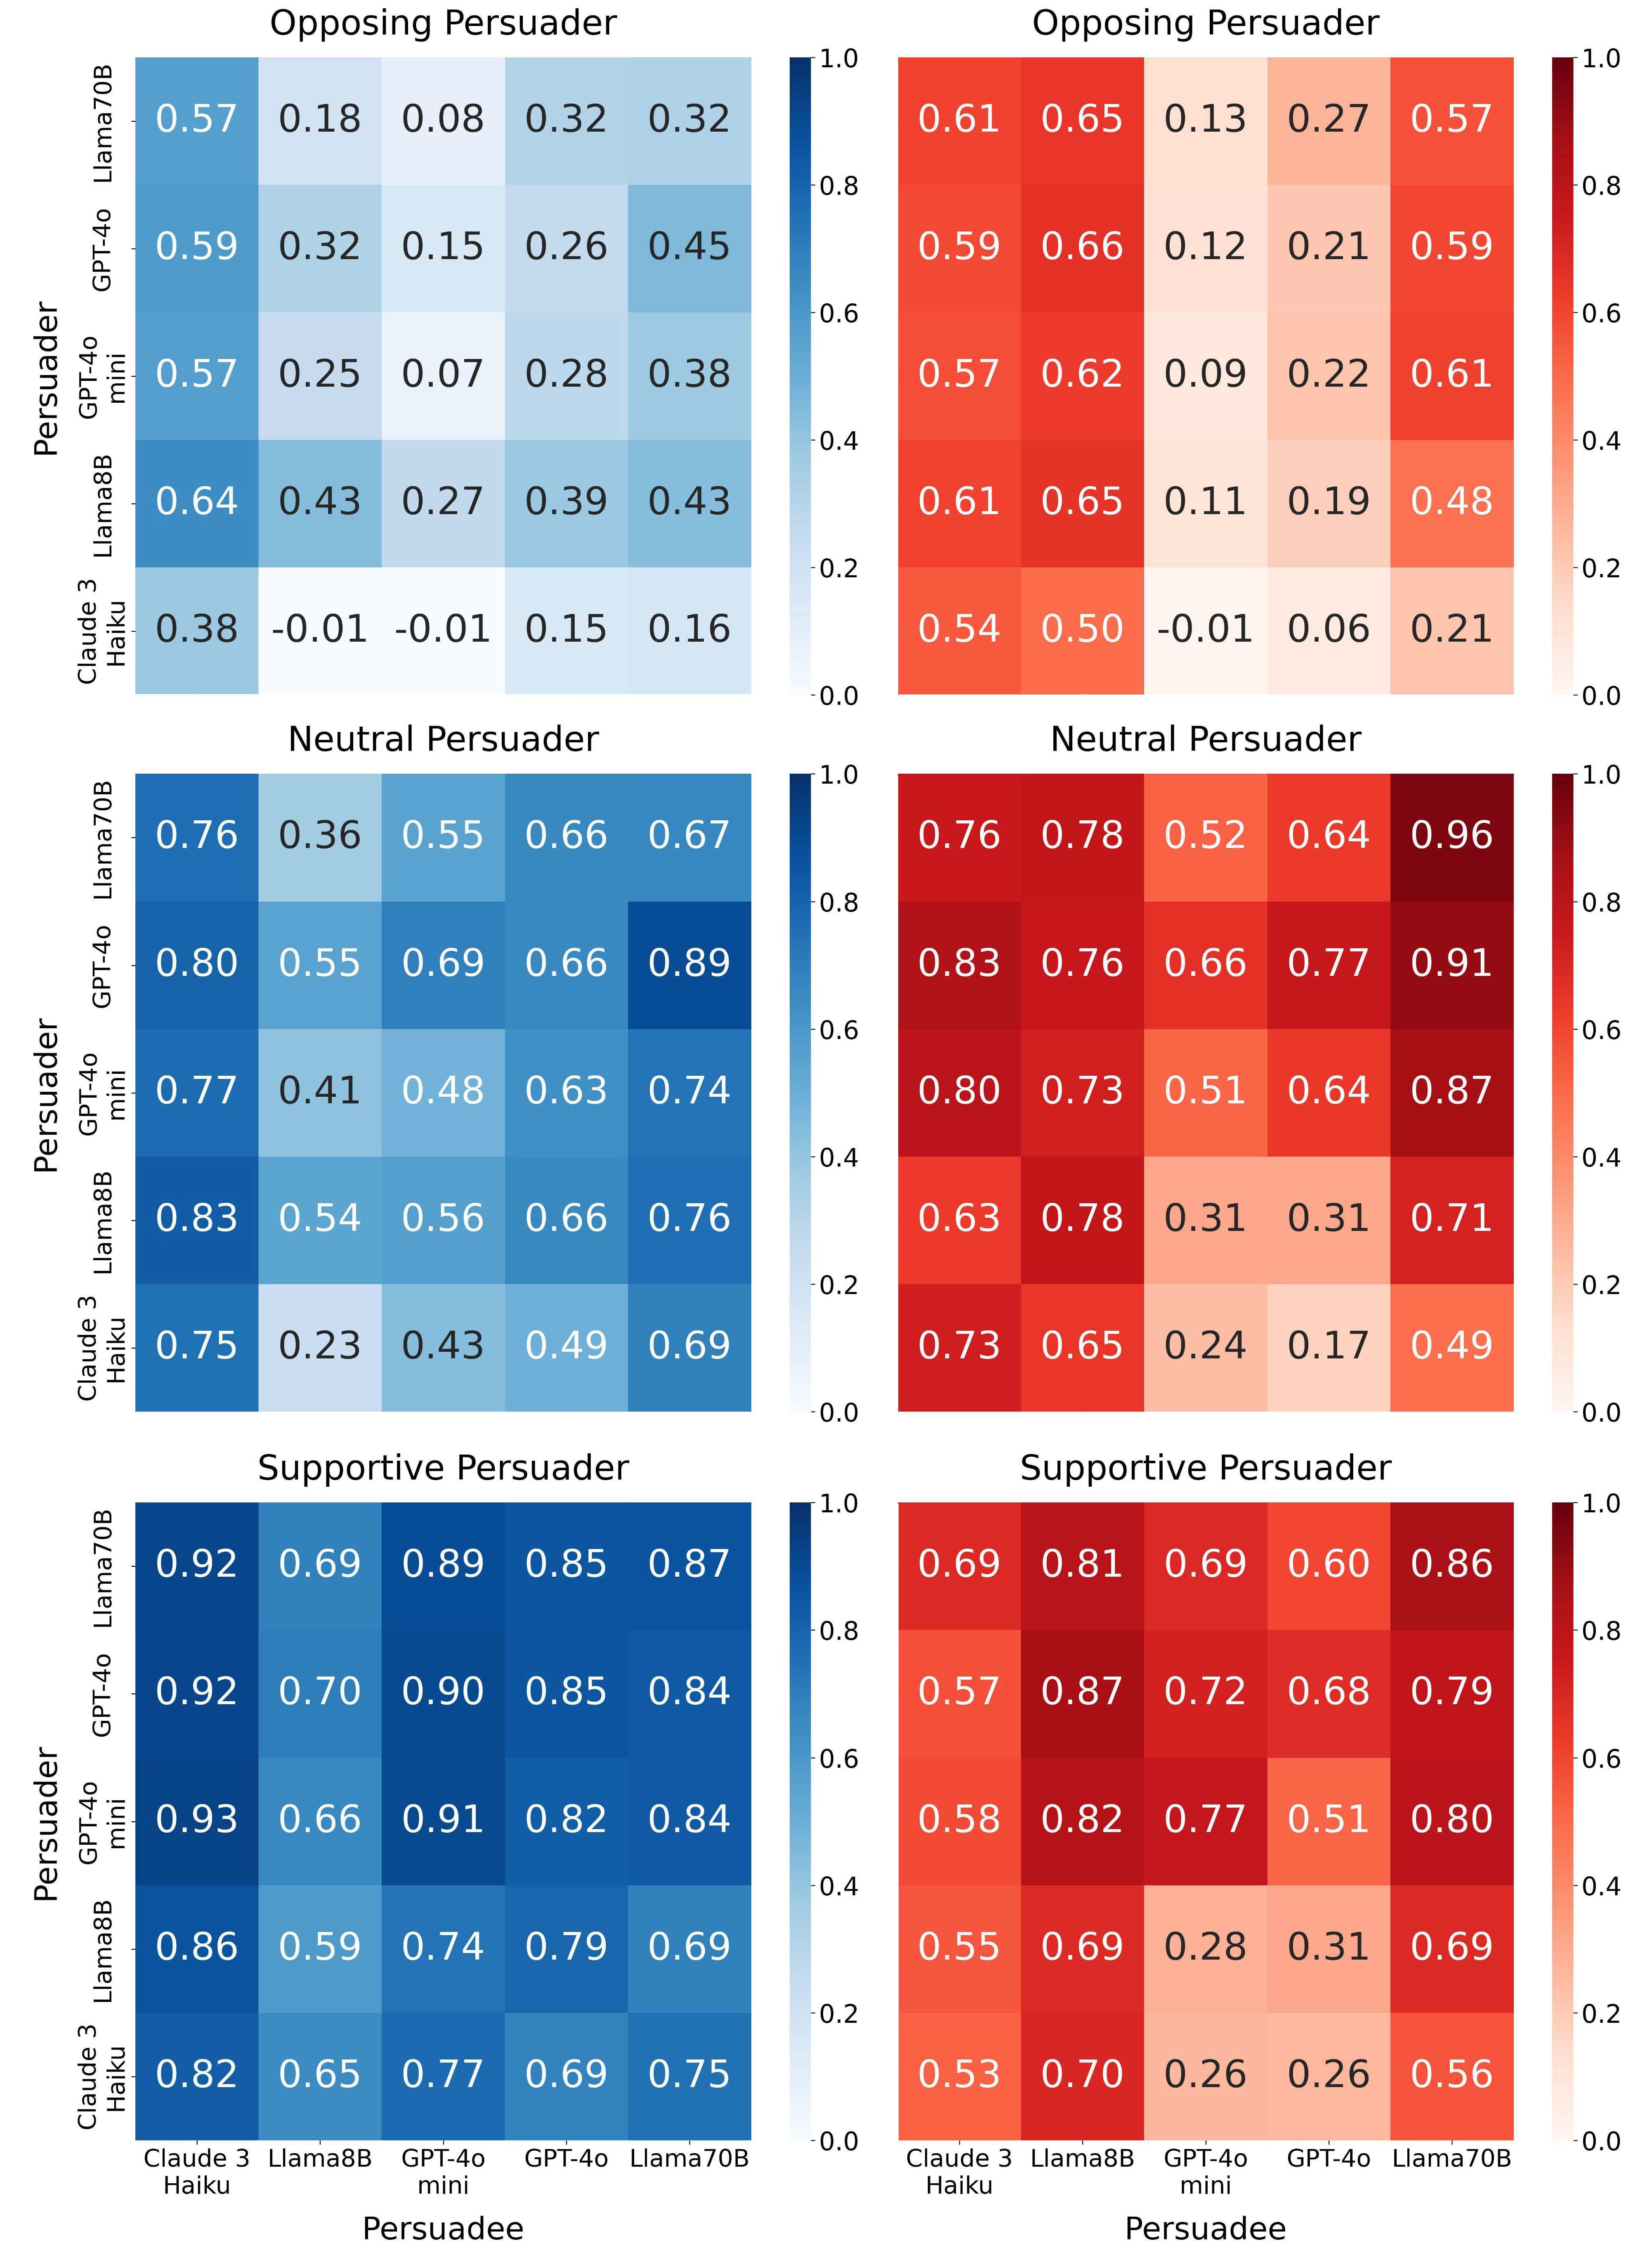 Opposing Persuader
Opposing Persuader
Persuader
Llama70B
0.57 0.18 0.08 0.32 0.32
GPT-4o
0.59 0.32 0.15 0.26 0.45
GPT-4o
mini
0.57 0.25 0.07 0.28 0.38
Llama8B
0.64 0.43 0.27 0.39 0.43
Claude 3
Haiku
0.38 -0.01 -0.01 0.15 0.16
1.0
0.8
0.6
0.4
0.2
0.0
0.61 0.65 0.13 0.27 0.57
0.59 0.66 0.12 0.21 0.59
0.57 0.62 0.09 0.22 0.61
0.61 0.65 0.11 0.19 0.48
0.54 0.50 -0.01 0.06 0.21
1.0
0.8
0.6
0.4
0.2
0.0
Neutral Persuader
Neutral Persuader
Persuader
Llama70B
0.76 0.36 0.55 0.66 0.67
GPT-4o
0.80 0.55 0.69 0.66 0.89
GPT-4o
mini
0.77 0.41 0.48 0.63 0.74
Llama8B
0.83 0.54 0.56 0.66 0.76
Claude 3
Haiku
0.75 0.23 0.43 0.49 0.69
1.0
0.8
0.6
0.4
0.2
0.0
0.76 0.78 0.52 0.64 0.96
0.83 0.76 0.66 0.77 0.91
0.80 0.73 0.51 0.64 0.87
0.63 0.78 0.31 0.31 0.71
0.73 0.65 0.24 0.17 0.49
1.0
0.8
0.6
0.4
0.2
0.0
Supportive Persuader
Supportive Persuader
Persuader
Llama70B
0.92 0.69 0.89 0.85 0.87
GPT-4o
0.92 0.70 0.90 0.85 0.84
GPT-4o
mini
0.93 0.66 0.91 0.82 0.84
Llama8B
0.86 0.59 0.74 0.79 0.69
Claude 3
Haiku
0.82 0.65 0.77 0.69 0.75
1.0
0.8
0.6
0.4
0.2
0.0
0.69 0.81 0.69 0.60 0.86
0.57 0.87 0.72 0.68 0.79
0.58 0.82 0.77 0.51 0.80
0.55 0.69 0.28 0.31 0.69
0.53 0.70 0.26 0.26 0.56
1.0
0.8
0.6
0.4
0.2
0.0
Claude 3
Haiku
Llama8B
GPT-4o
mini
GPT-4o
Llama70B
Persuadee
Claude 3
Haiku
Llama8B
GPT-4o
mini
GPT-4o
Llama70B
Persuadee